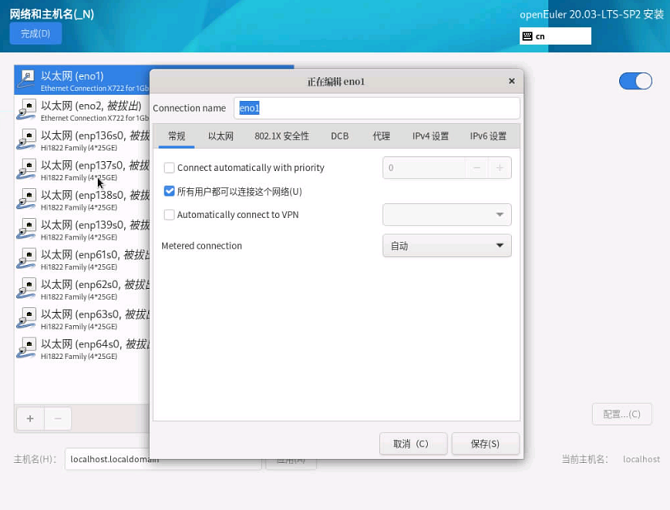 网络和主机名(_N)
openEuler 20.03-LTS-SP2 安装
完成(D)
cn
以太网 (eno1)
Ethernet Connection X722 for 1Gb
以太网 (eno2, 被拔出)
Ethernet Connection X722 for 1Gb
以太网 (enp136s0, 被拔
Hi1822 Family (4*25GE)
以太网 (enp137s0, 被拔
Hi1822 Family (4*25GE)
以太网 (enp138s0, 被拔
Hi1822 Family (4*25GE)
以太网 (enp139s0, 被拔
Hi1822 Family (4*25GE)
以太网 (enp61s0, 被拔出
Hi1822 Family (4*25GE)
以太网 (enp62s0, 被拔出
Hi1822 Family (4*25GE)
以太网 (enp63s0, 被拔出
Hi1822 Family (4*25GE)
以太网 (enp64s0, 被拔出
Hi1822 Family (4*25GE)
正在编辑 eno1
Connection name eno1
常规 以太网 802.1X 安全性 DCB 代理 IPv4 设置 IPv6 设置
Connect automatically with priority 0
所有用户都可以连接这个网络(U)
Automatically connect to VPN
Metered connection 自动
取消（C） 保存(S)
配置...(C)
主机名(H): localhost.localdomain 应用(A) 当前主机名： localhost